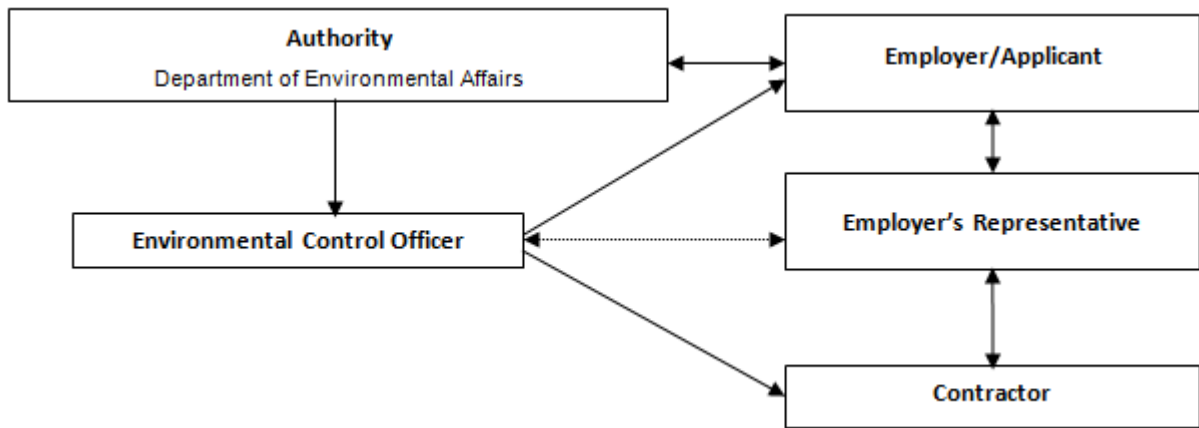 Authority
Department of Environmental Affairs
Employer/Applicant
Employer’s Representative
Environmental Control Officer
Contractor